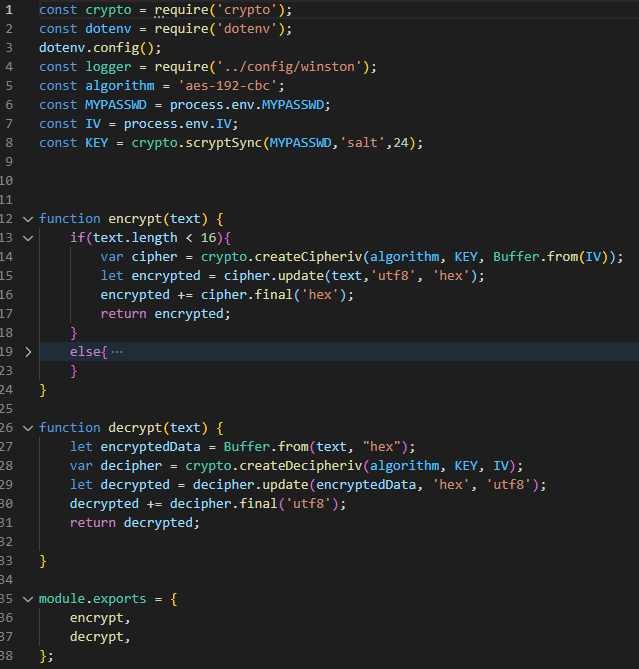 1 const crypto = require('crypto');
2 const dotenv = require('dotenv');
3 dotenv.config();
4 const logger = require('../config/winston');
5 const algorithm = 'aes-192-cbc';
6 const MYPASSWD = process.env.MYPASSWD;
7 const IV = process.env.IV;
8 const KEY = crypto.scryptSync(MYPASSWD,'salt',24);
9
10
11
12 function encrypt(text) {
13 if(text.length < 16){
14 var cipher = crypto.createCipheriv(algorithm, KEY, Buffer.from(IV));
15 let encrypted = cipher.update(text,'utf8', 'hex');
16 encrypted += cipher.final('hex');
17 return encrypted;
18 }
19 else{ ···
23 }
24 }
25
26 function decrypt(text) {
27 let encryptedData = Buffer.from(text, "hex");
28 var decipher = crypto.createDecipheriv(algorithm, KEY, IV);
29 let decrypted = decipher.update(encryptedData, 'hex', 'utf8');
30 decrypted += decipher.final('utf8');
31 return decrypted;
32
33 }
34
35 module.exports = {
36 encrypt,
37 decrypt,
38 };